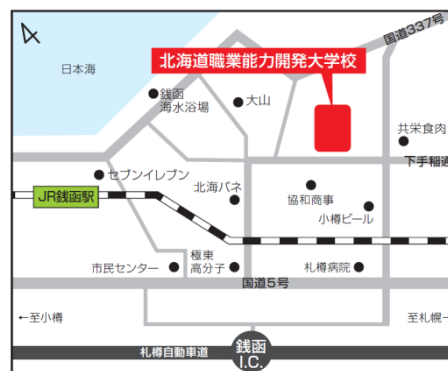 国道337号
北海道職業能力開発大学校
日本海
銭函
海水浴場
大山
共栄食肉
下手稲通
セブンイレブン
JR銭函駅
北海バネ
協和商事
小樽ビール
市民センター
極東
高分子
札樽病院
国道5号
←至小樽
至札幌→
札樽自動車道
銭函
I.C.